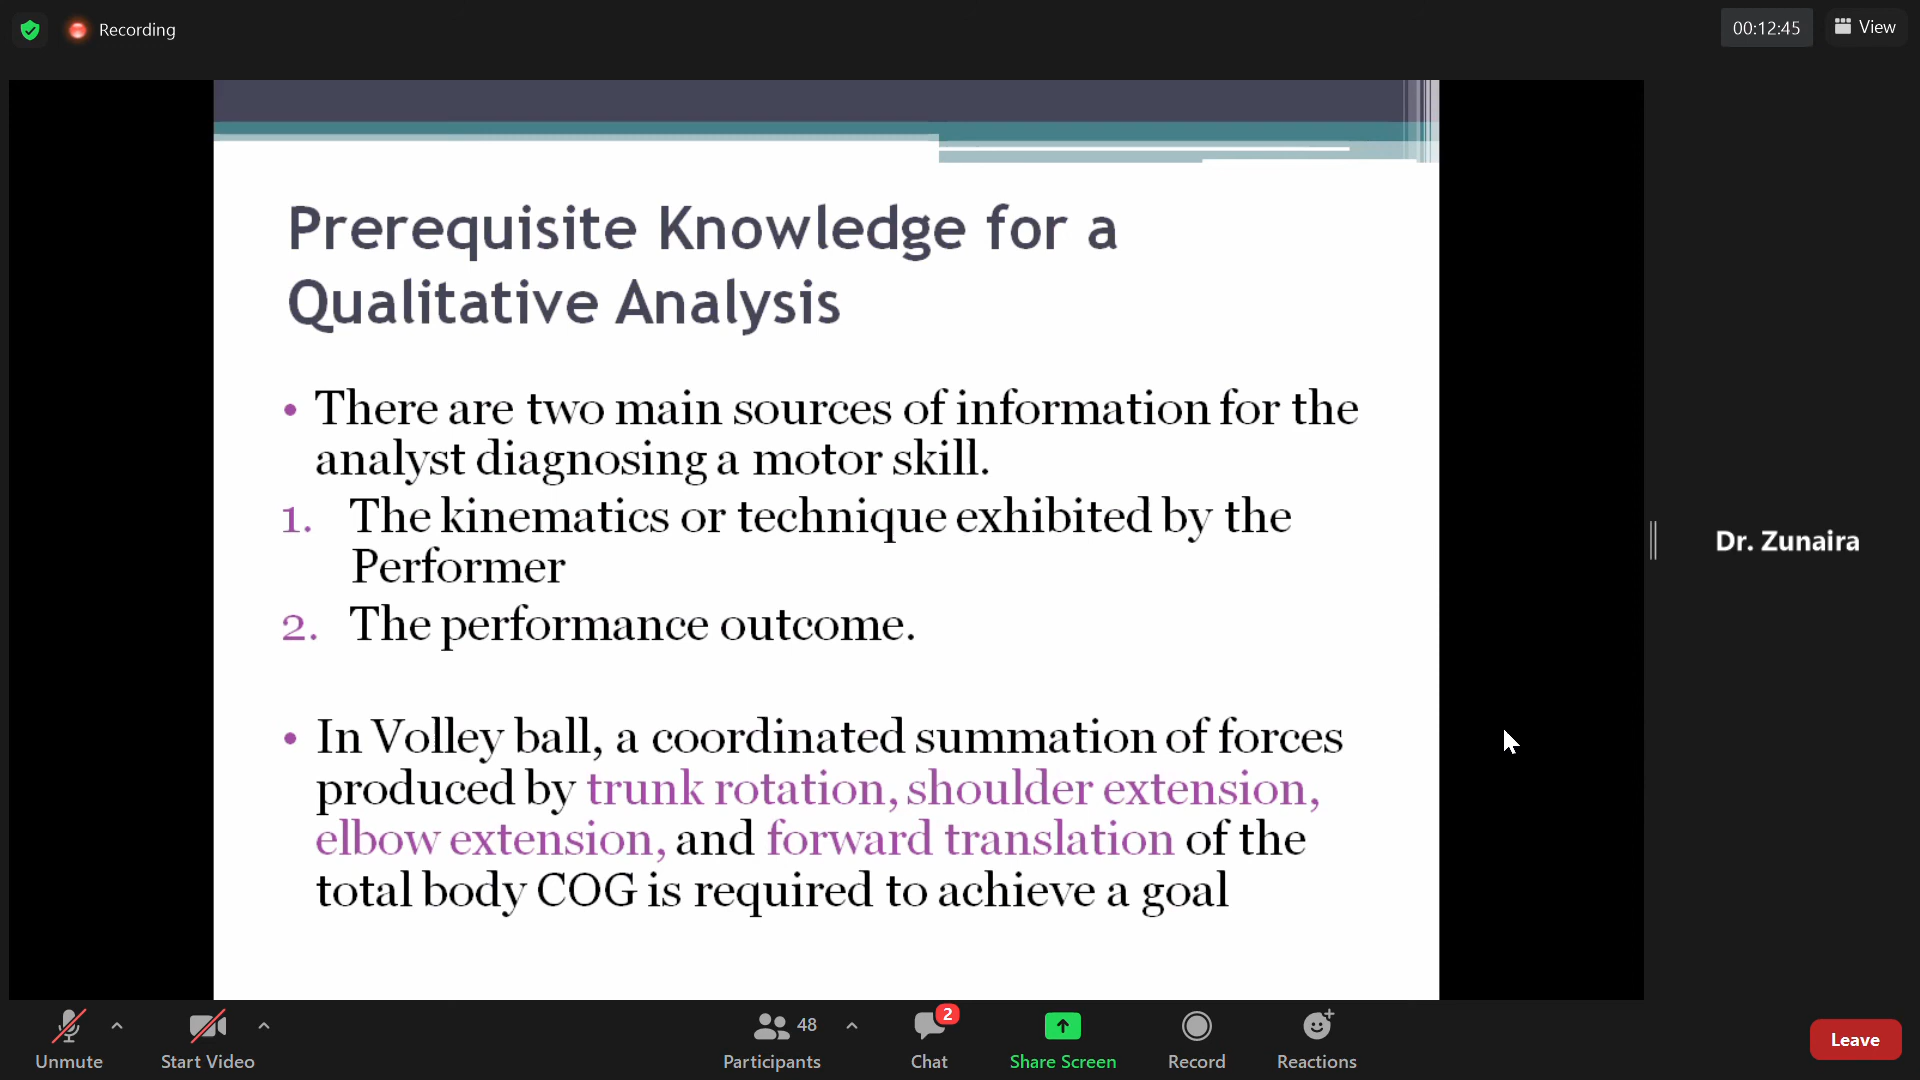 Recording
00:12:45
View
Prerequisite Knowledge for a
Qualitative Analysis
• There are two main sources of information for the
analyst diagnosing a motor skill.
1. The kinematics or technique exhibited by the
Performer
2. The performance outcome.
• In Volley ball, a coordinated summation of forces
produced by trunk rotation, shoulder extension,
elbow extension, and forward translation of the
total body COG is required to achieve a goal
Dr. Zunaira
Unmute
Start Video
48
Participants
2
Chat
Share Screen
Record
Reactions
Leave